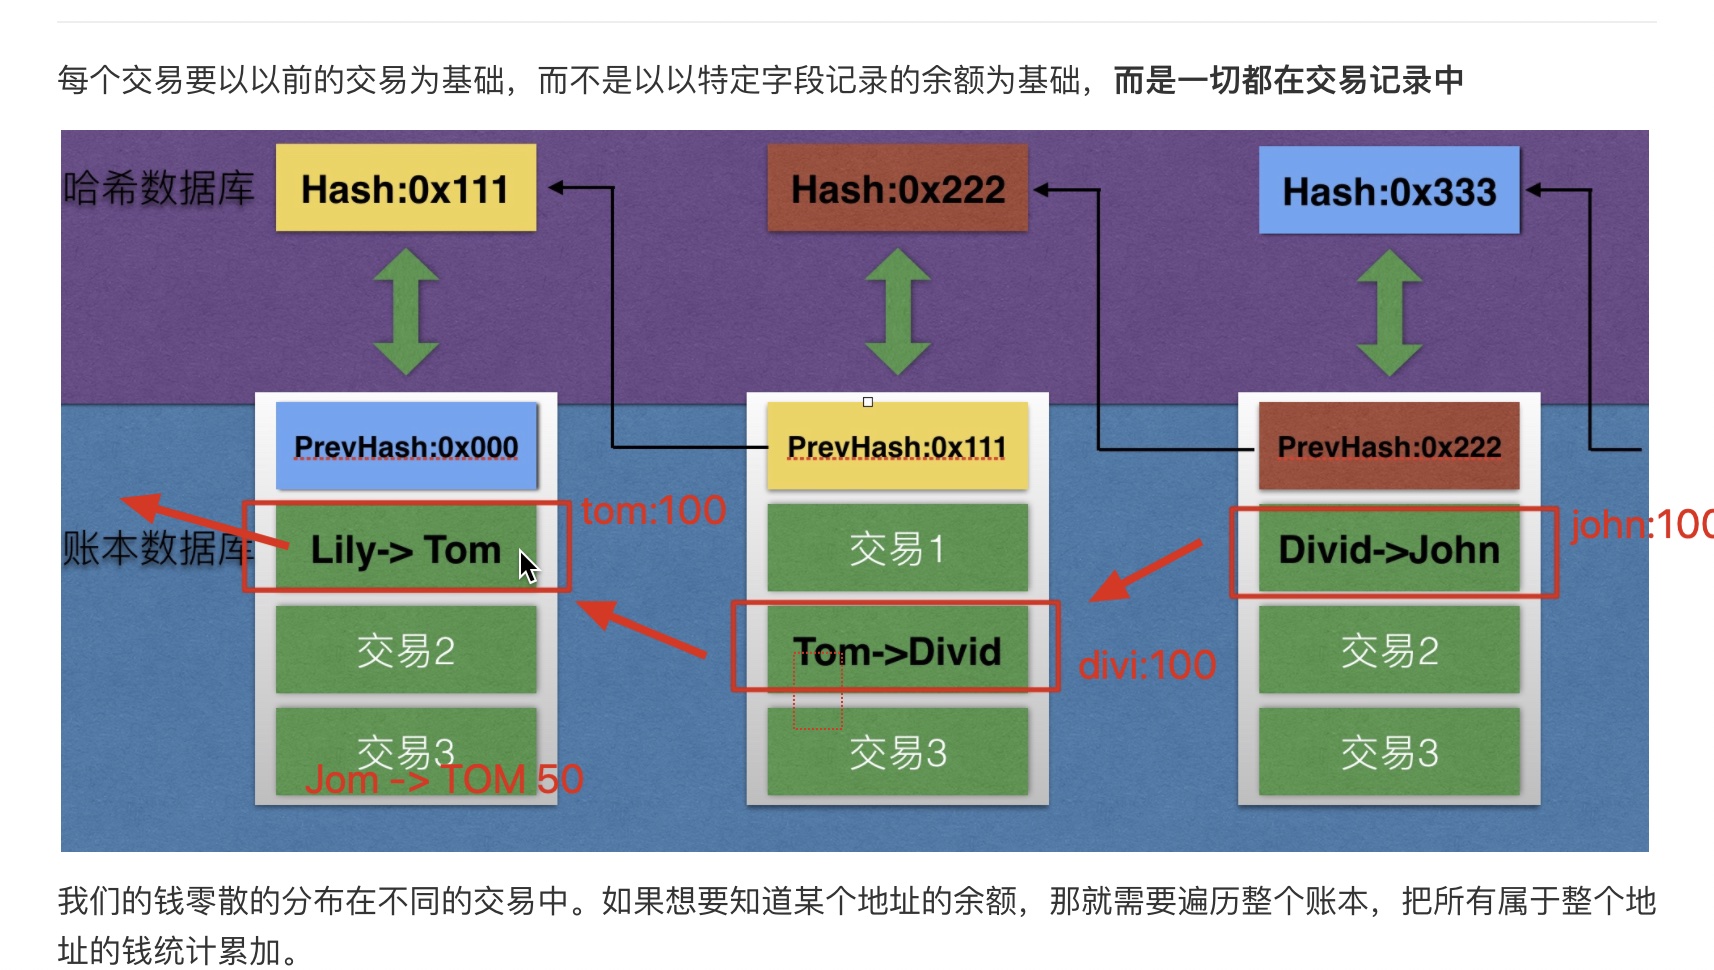 每个交易要以以前的交易为基础，而不是以以特定字段记录的余额为基础，而是一切都在交易记录中
哈希数据库
Hash:0x111
Hash:0x222
Hash:0x333
PrevHash:0x000
PrevHash:0x111
PrevHash:0x222
tom:100
john:100
账本数据库
Lily-> Tom
交易1
Divid->John
交易2
Tom->Divid
divi:100
交易2
交易3
Jom -> TOM 50
交易3
交易3
我们的钱零散的分布在不同的交易中。如果想要知道某个地址的余额，那就需要遍历整个账本，把所有属于整个地
址的钱统计累加。